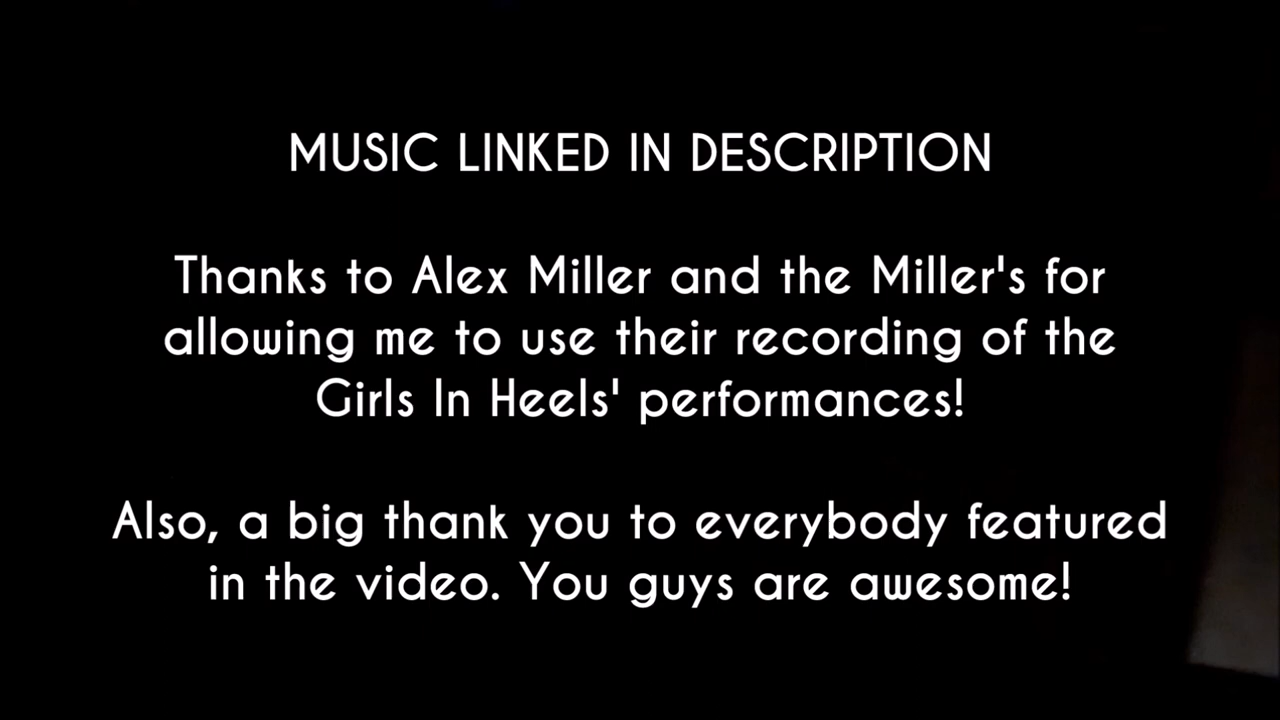 MUSIC LINKED IN DESCRIPTION
Thanks to Alex Miller and the Miller's for
allowing me to use their recording of the
Girls In Heels' performances!
Also, a big thank you to everybody featured
in the video. You guys are awesome!